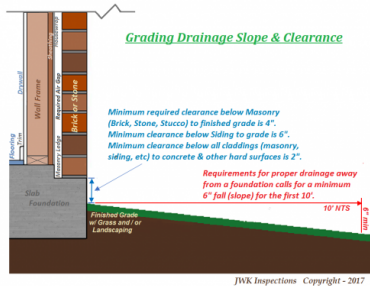 Grading Drainage Slope & Clearance
Drywall
Wall Frame
Sheathing
Housewrap
Required Air Gap
Brick or Stone
Flooring
Trim
Masonry Ledge
Minimum required clearance below Masonry
(Brick, Stone, Stucco) to finished grade is 4".
Minimum clearance below Siding to grade is 6".
Minimum clearance below all claddings (masonry,
siding, etc) to concrete & other hard surfaces is 2".
Requirements for proper drainage away
from a foundation calls for a minimum
6" fall (slope) for the first 10'.
Slab
Foundation
10' NTS
6" min
Finished Grade
w/ Grass and / or
Landscaping
JWK Inspections Copyright - 2017